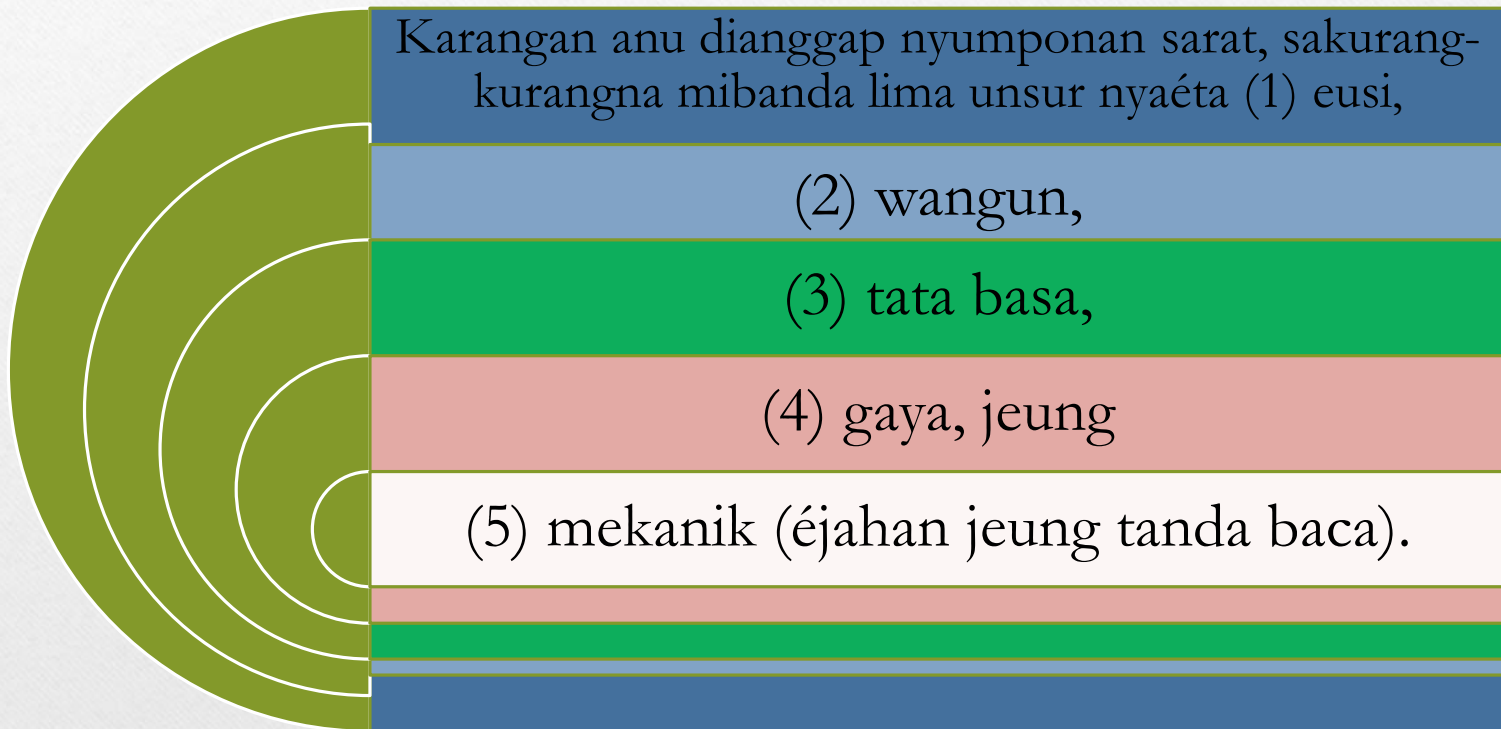 Karangan anu dianggap nyumponan sarat, sakurang-
kurangna mibanda lima unsur nyaéta (1) eusi,
(2) wangun,
(3) tata basa,
(4) gaya, jeung
(5) mekanik (éjahan jeung tanda baca).